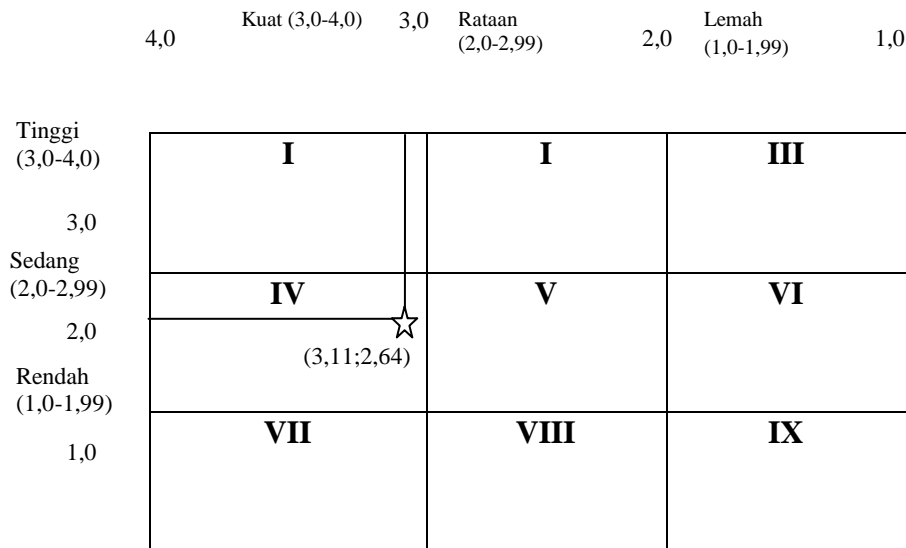 Kuat (3,0-4,0)
4,0
3,0
Rataan
(2,0-2,99)
2,0
Lemah
(1,0-1,99)
1,0
Tinggi
(3,0-4,0)
I
I
III
3,0
Sedang
(2,0-2,99)
IV
V
VI
2,0
(3,11;2,64)
Rendah
(1,0-1,99)
VII
VIII
IX
1,0